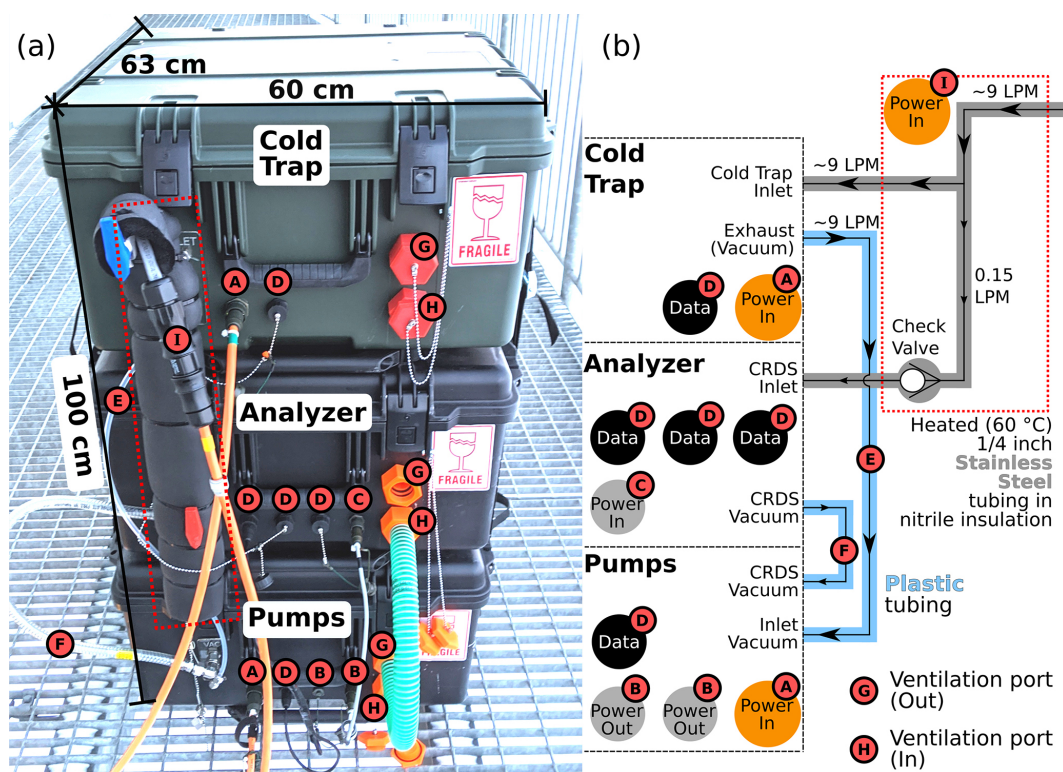 (a)
63 cm
60 cm
Cold
Trap
LET
FRAGILE
G
A
D
H
I
E
100 cm
Analyzer
G
D
D
D
C
H
Pumps
F
VAC
G
A
D
B
B
H
(b)
I
Power
In
~9 LPM
Cold
Trap
Cold Trap
Inlet
~9 LPM
Exhaust
(Vacuum)
~9 LPM
D
Data
A
Power
In
0.15
LPM
Check
Valve
Analyzer
CRDS
Inlet
D
Data
D
Data
D
Data
Heated (60 °C)
1/4 inch
Stainless
Steel
tubing in
nitrile insulation
E
C
Power
In
CRDS
Vacuum
F
Pumps
CRDS
Vacuum
Plastic
tubing
D
Data
Inlet
Vacuum
B
Power
Out
B
Power
Out
A
Power
In
G
Ventilation port
(Out)
H
Ventilation port
(In)